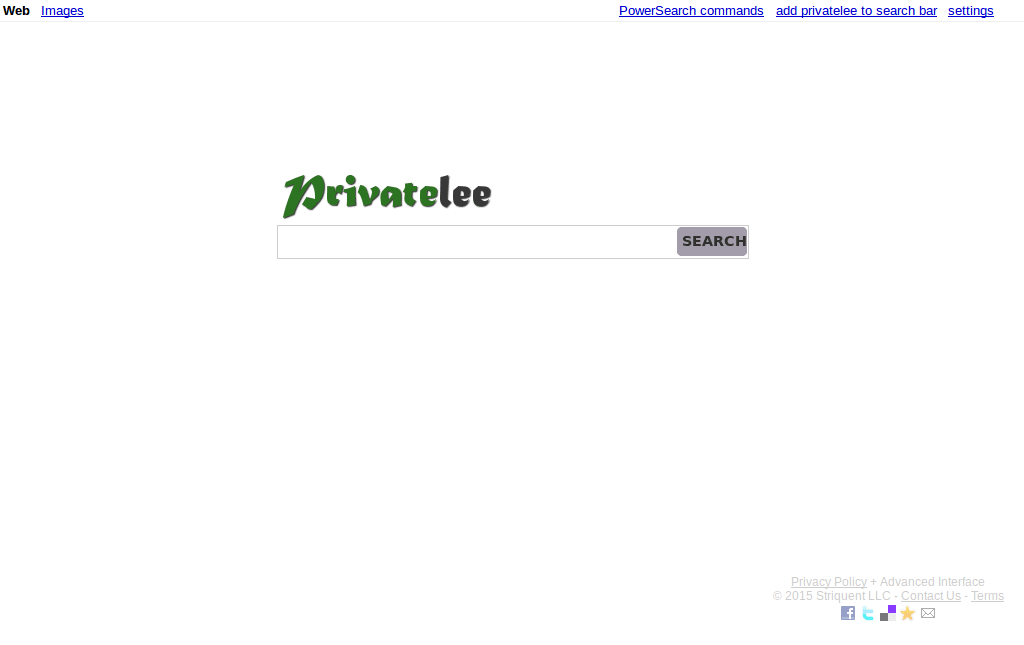 Web Images PowerSearch commands add privatelee to search bar settings
Privatelee
SEARCH
Privacy Policy + Advanced Interface
© 2015 Striquent LLC - Contact Us - Terms